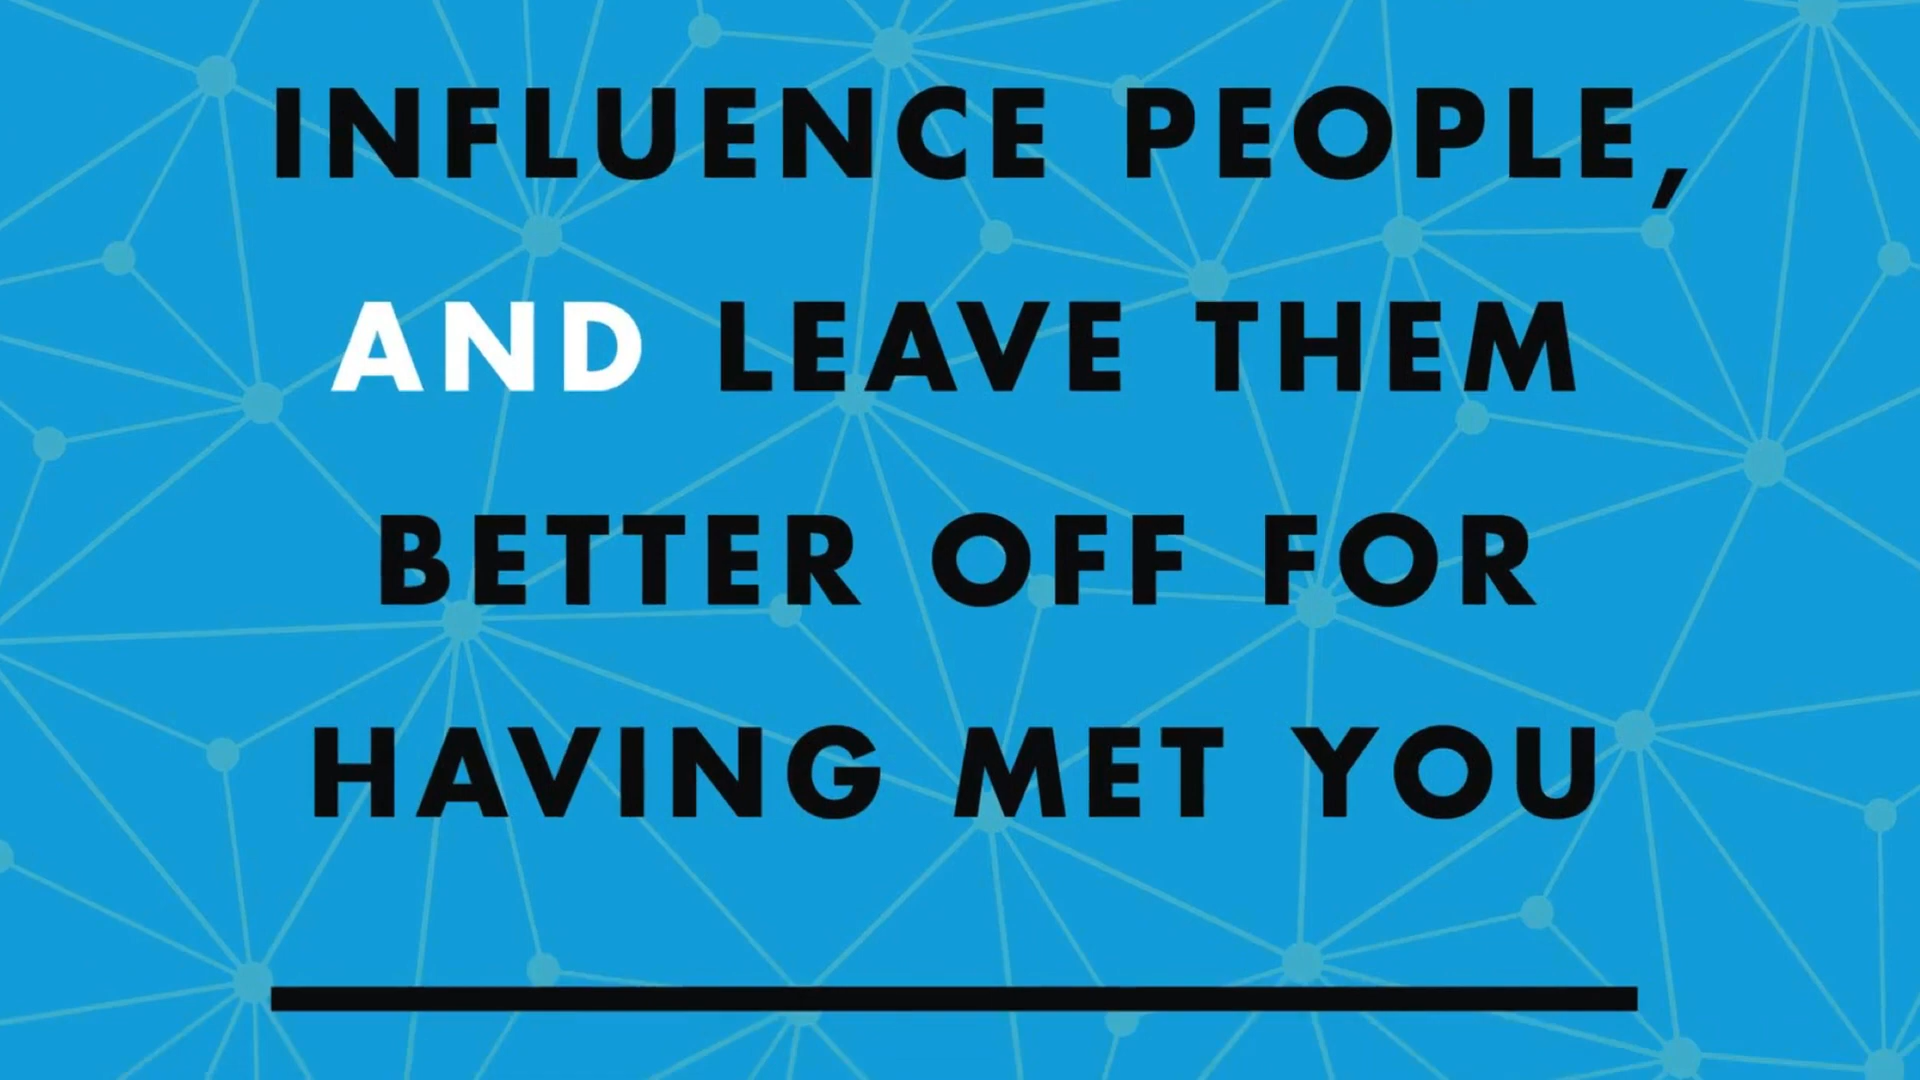 INFLUENCE PEOPLE,
AND LEAVE THEM
BETTER OFF FOR
HAVING MET YOU